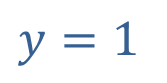 y = 1